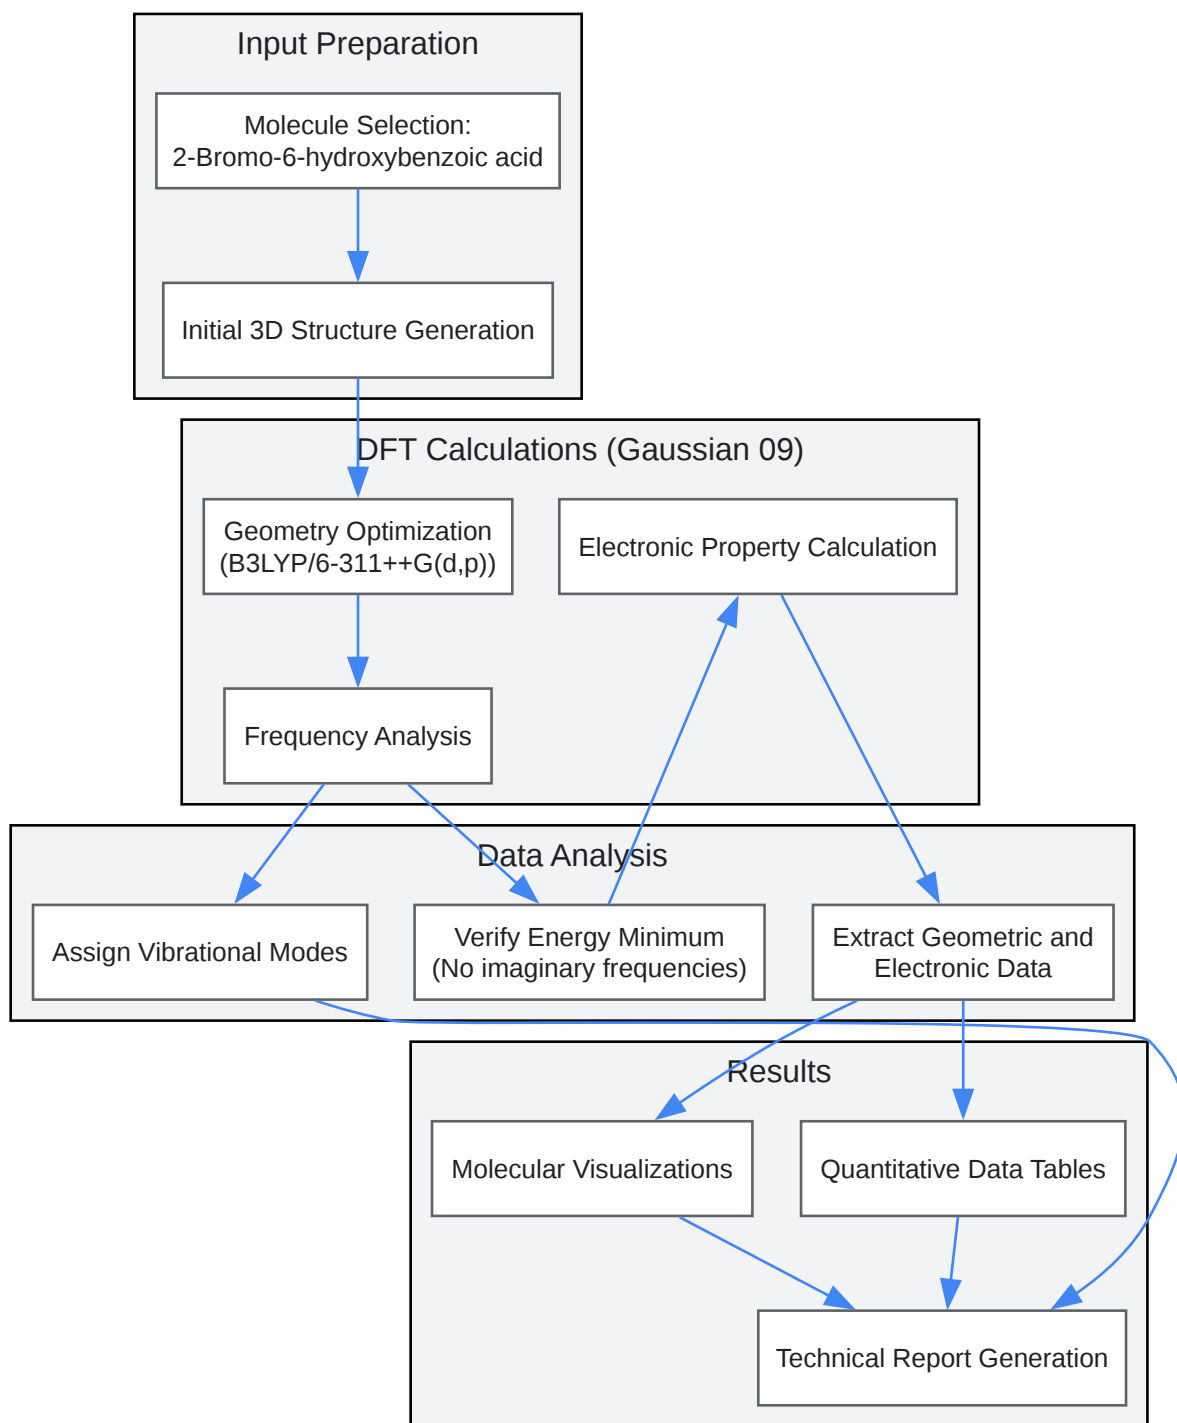 Input Preparation
Molecule Selection:
2-Bromo-6-hydroxybenzoic acid
Initial 3D Structure Generation
DFT Calculations (Gaussian 09)
Geometry Optimization
(B3LYP/6-311++G(d,p))
Electronic Property Calculation
Frequency Analysis
Data Analysis
Assign Vibrational Modes
Verify Energy Minimum
(No imaginary frequencies)
Extract Geometric and
Electronic Data
Results
Molecular Visualizations
Quantitative Data Tables
Technical Report Generation